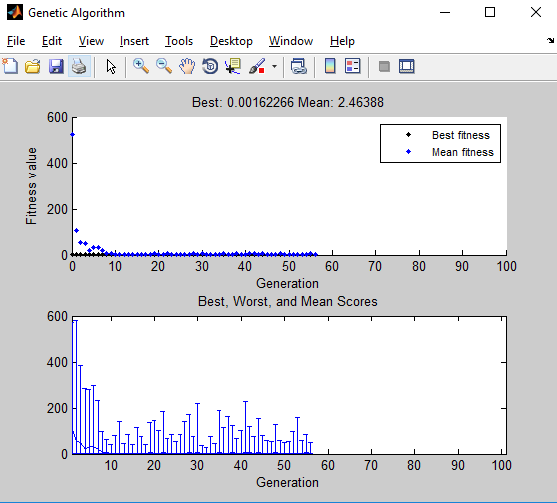 Genetic Algorithm
File Edit View Insert Tools Desktop Window Help
Best: 0.00162266 Mean: 2.46388
600
400
200
0
Fitness value
Best fitness
Mean fitness
0 10 20 30 40 50 60 70 80 90 100
Generation
Best, Worst, and Mean Scores
600
400
200
0
10 20 30 40 50 60 70 80 90 100
Generation